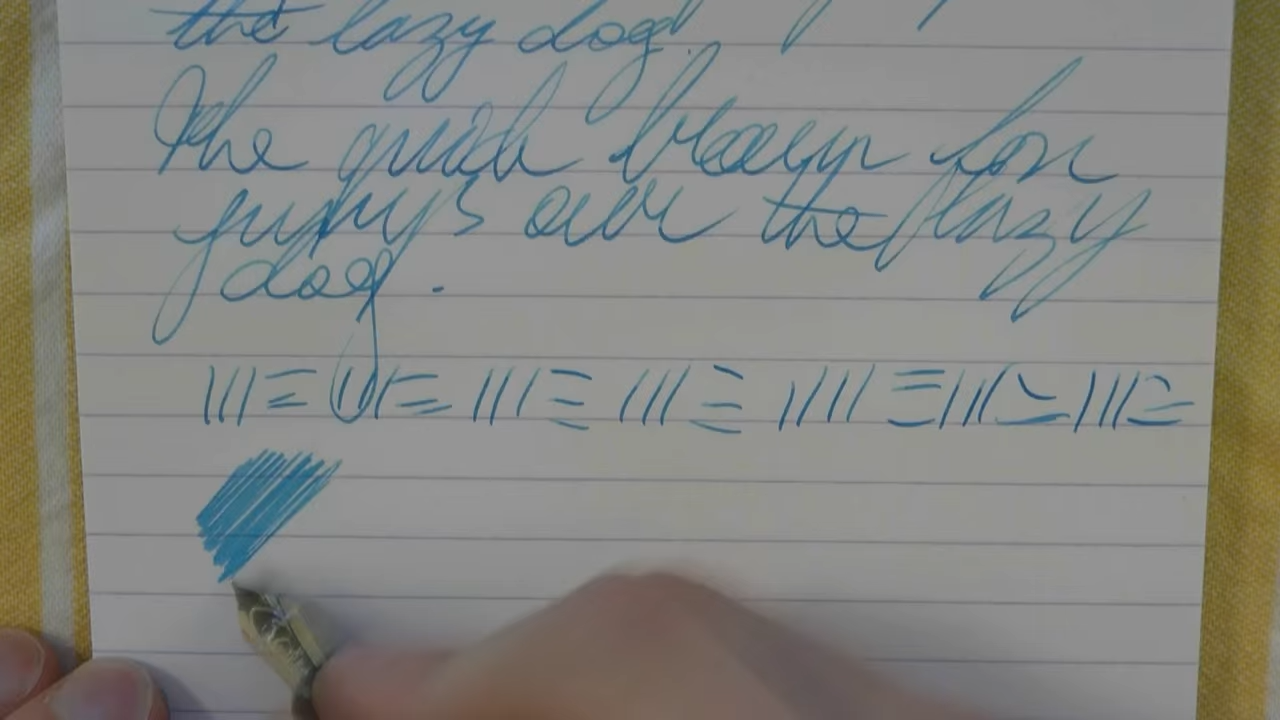 the lazy dog.
The quick brown fox
jumps over the lazy
dog.